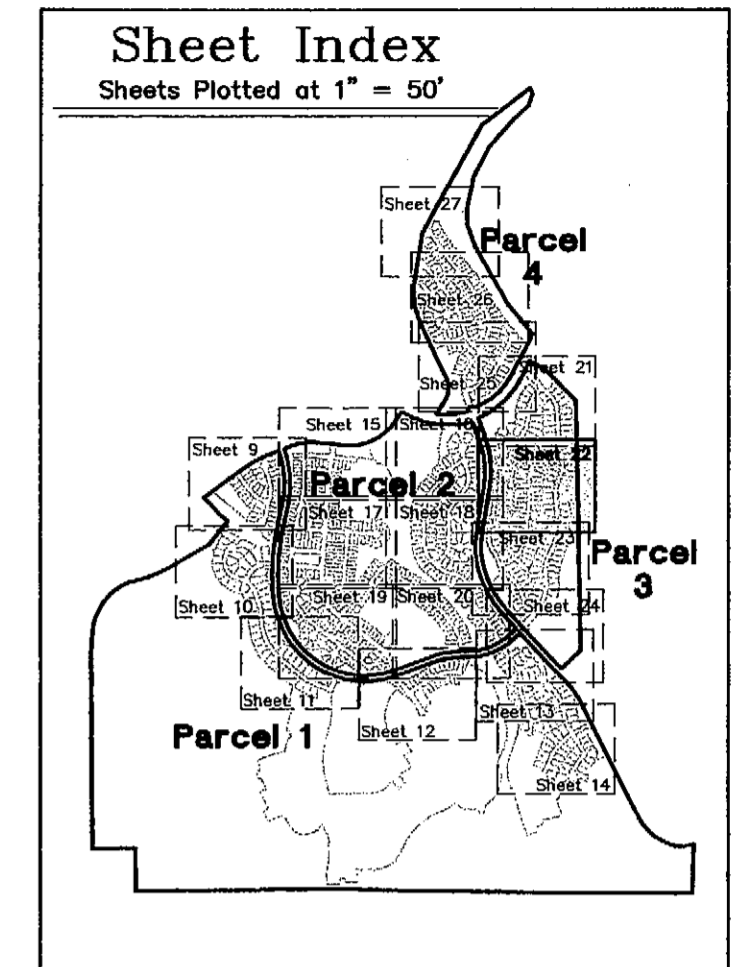 Sheet Index
Sheets Plotted at 1" = 50'
Sheet 27
Parcel
4
Sheet 26
Sheet 25
Sheet 21
Sheet 15
Sheet 16
Sheet 9
Sheet 22
Parcel 2
Sheet 17
Sheet 18
Sheet 23
Parcel
3
Sheet 10
Sheet 19
Sheet 20
Sheet 24
Sheet 11
Sheet 12
Sheet 13
Parcel 1
Sheet 14